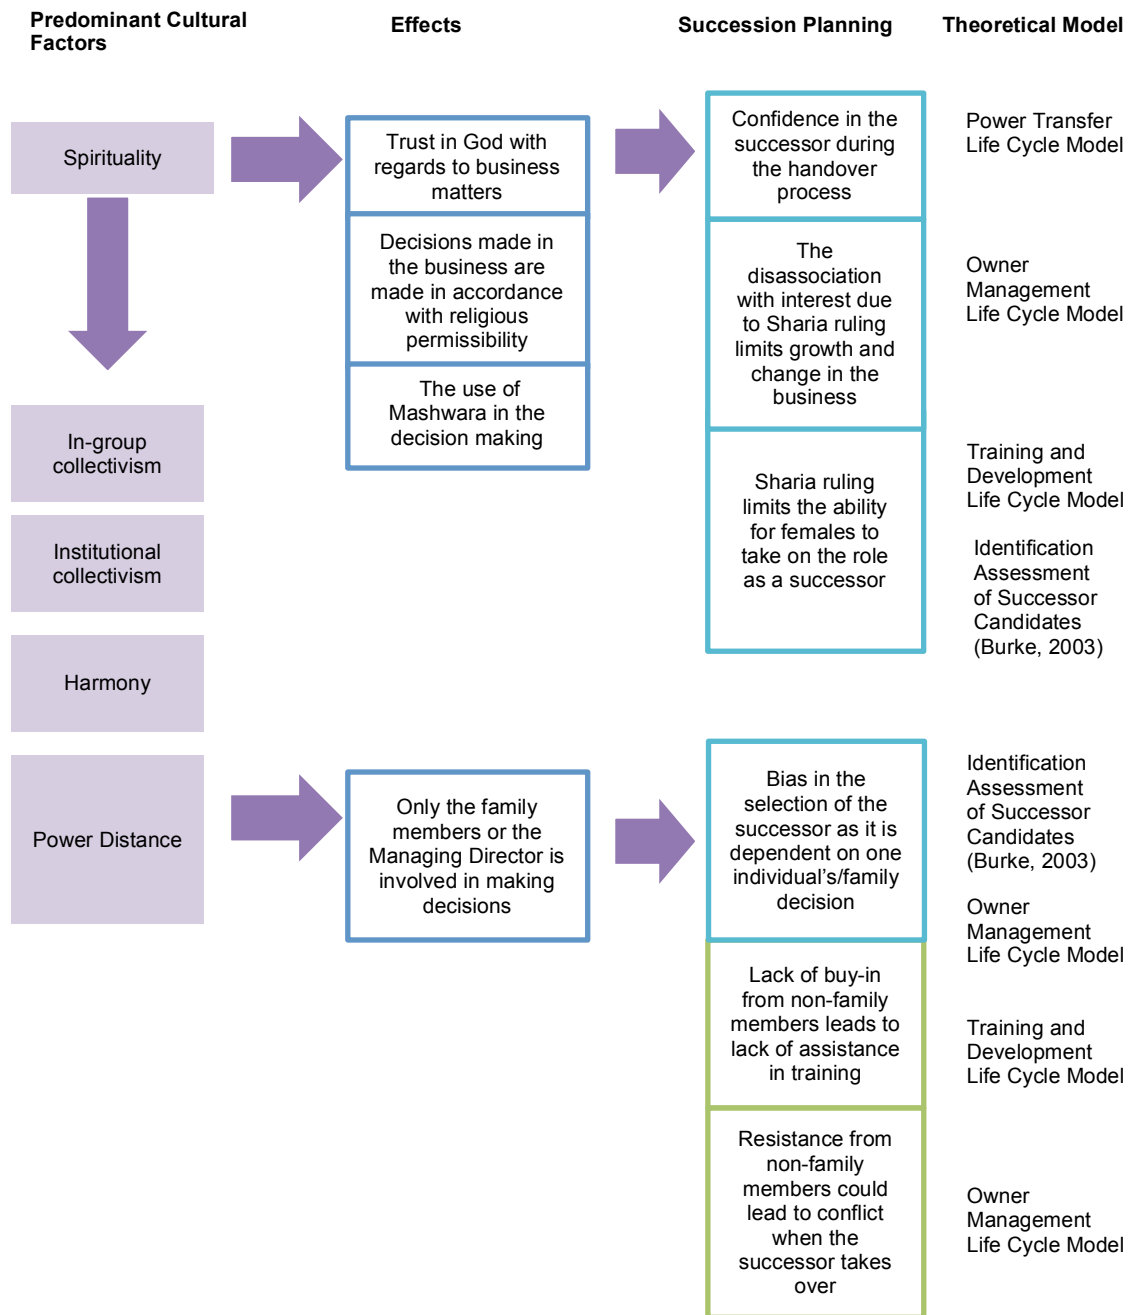 Predominant Cultural
Factors
Effects
Succession Planning
Theoretical Model
Spirituality
Trust in God with
regards to business
matters
Confidence in the
successor during
the handover
process
Power Transfer
Life Cycle Model
Decisions made in
the business are
made in accordance
with religious
permissibility
The
disassociation
with interest due
to Sharia ruling
limits growth and
change in the
business
Owner
Management
Life Cycle Model
The use of
Mashwara in the
decision making
In-group
collectivism
Sharia ruling
limits the ability
for females to
take on the role
as a successor
Training and
Development
Life Cycle Model
Institutional
collectivism
Identification
Assessment
of Successor
Candidates
(Burke, 2003)
Harmony
Power Distance
Only the family
members or the
Managing Director is
involved in making
decisions
Bias in the
selection of the
successor as it is
dependent on one
individual’s/family
decision
Identification
Assessment
of Successor
Candidates
(Burke, 2003)
Owner
Management
Life Cycle Model
Lack of buy-in
from non-family
members leads to
lack of assistance
in training
Training and
Development
Life Cycle Model
Resistance from
non-family
members could
lead to conflict
when the
successor takes
over
Owner
Management
Life Cycle Model